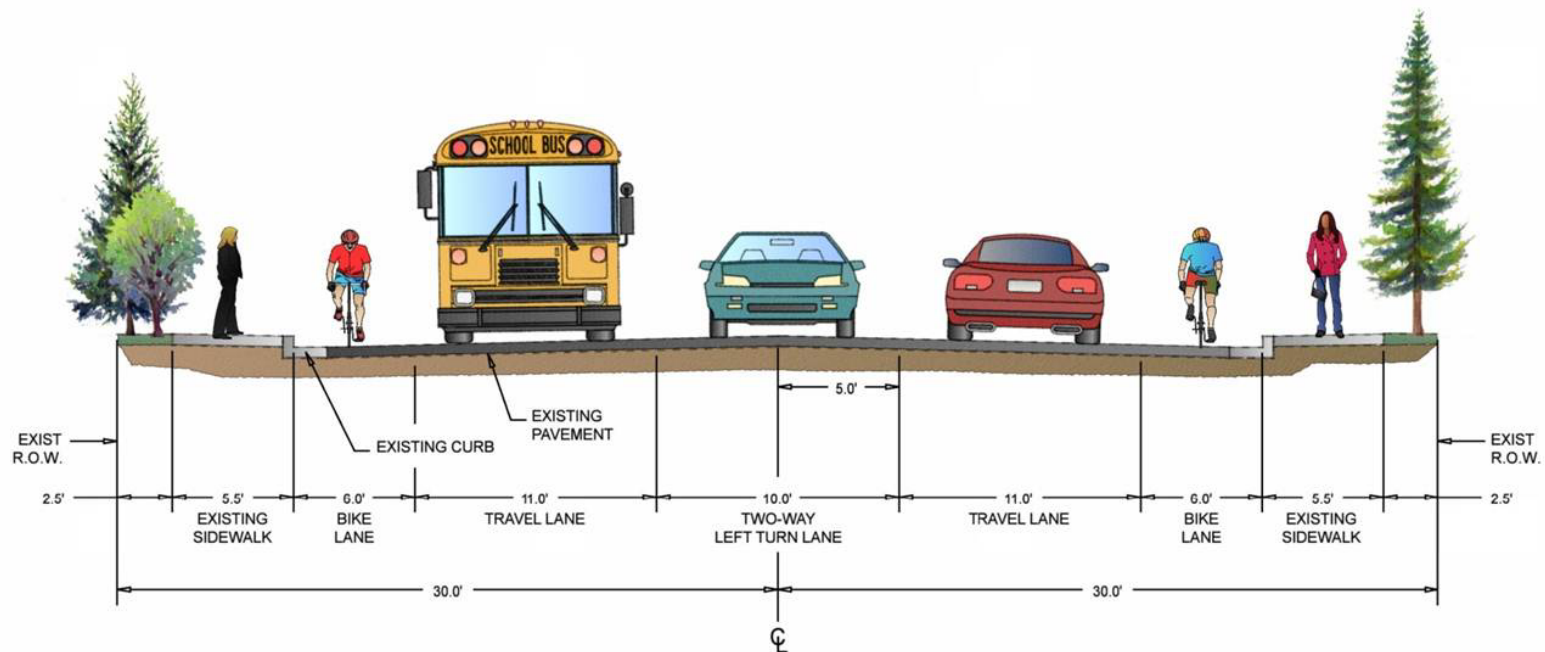 SCHOOL BUS
5.0'
EXISTING
PAVEMENT
EXISTING CURB
EXIST
R.O.W.
EXIST
R.O.W.
2.5'
5.5'
6.0'
11.0'
10.0'
11.0'
6.0'
5.5'
2.5'
EXISTING
SIDEWALK
BIKE
LANE
TRAVEL LANE
TWO-WAY
LEFT TURN LANE
TRAVEL LANE
BIKE
LANE
EXISTING
SIDEWALK
30.0'
30.0'
℄